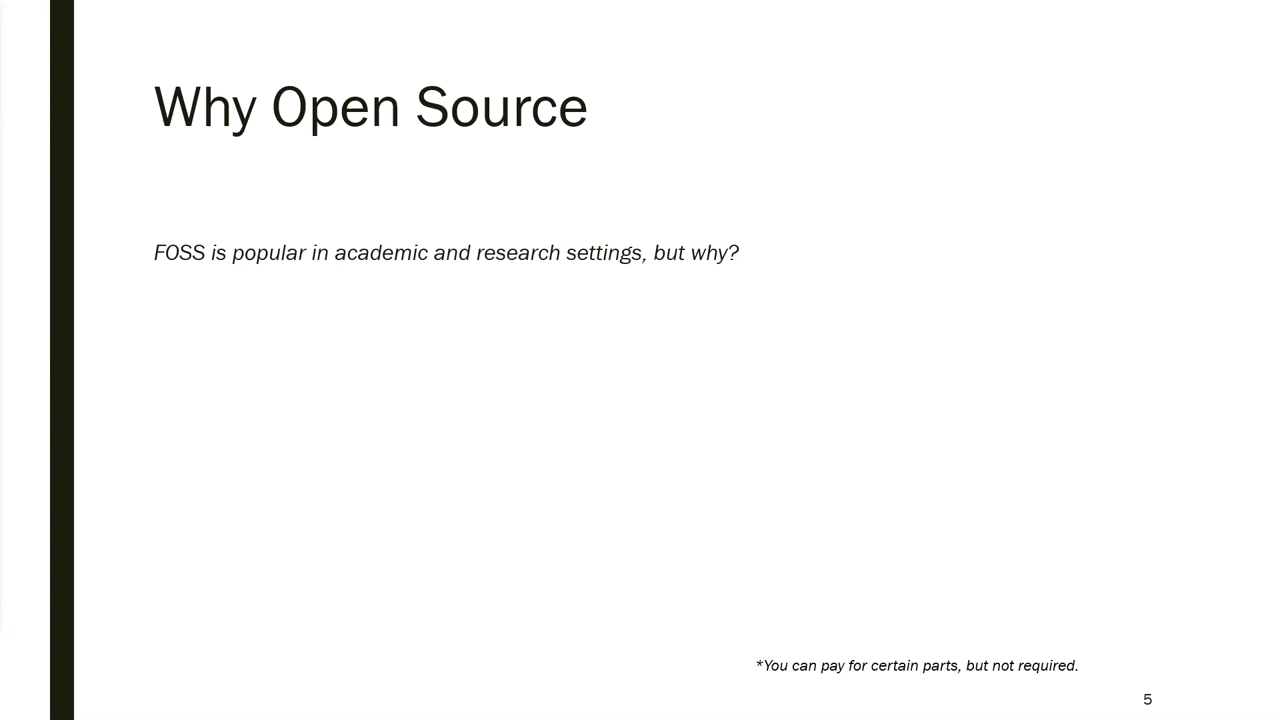 Why Open Source
FOSS is popular in academic and research settings, but why?
*You can pay for certain parts, but not required.
5